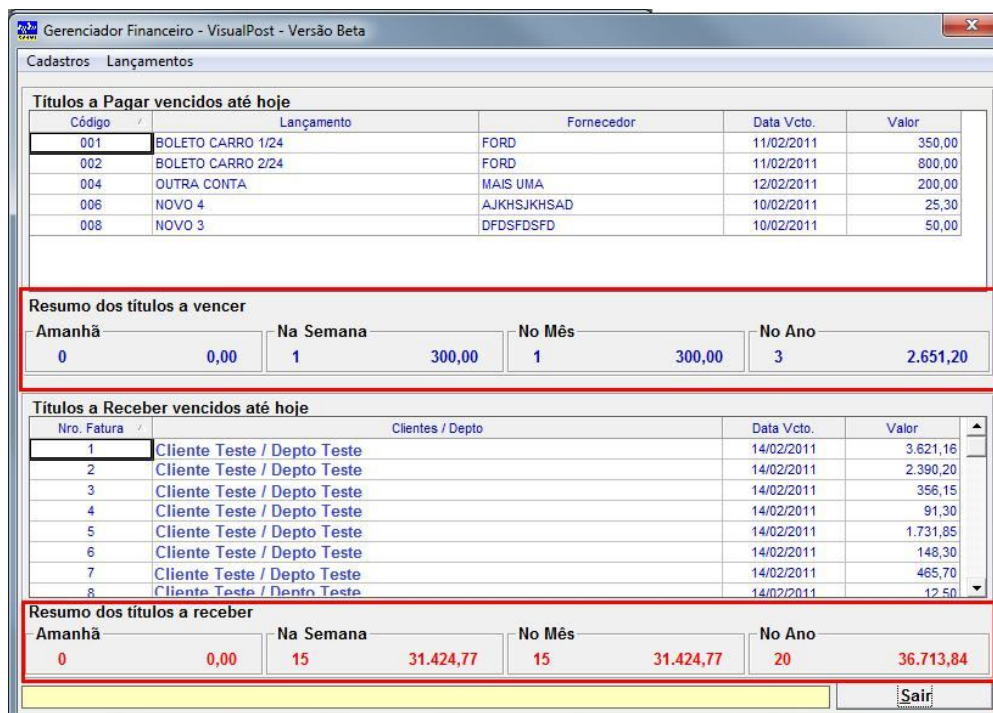 Gerenciador Financeiro - VisualPost - Versão Beta
Cadastros Lançamentos
Títulos a Pagar vencidos até hoje
Código Lançamento Fornecedor Data Vcto. Valor
001 BOLETO CARRO 1/24 FORD 11/02/2011 350,00
002 BOLETO CARRO 2/24 FORD 11/02/2011 800,00
004 OUTRA CONTA MAIS UMA 12/02/2011 200,00
006 NOVO 4 AJKHSJKHSAD 10/02/2011 25,30
008 NOVO 3 DFDSFDSFD 10/02/2011 50,00
Resumo dos títulos a vencer
Amanhã Na Semana No Mês No Ano
0 0,00 1 300,00 1 300,00 3 2.651,20
Títulos a Receber vencidos até hoje
Nro. Fatura Clientes / Depto Data Vcto. Valor
1 Cliente Teste / Depto Teste 14/02/2011 3.621,16
2 Cliente Teste / Depto Teste 14/02/2011 2.390,20
3 Cliente Teste / Depto Teste 14/02/2011 356,15
4 Cliente Teste / Depto Teste 14/02/2011 91,30
5 Cliente Teste / Depto Teste 14/02/2011 1.731,85
6 Cliente Teste / Depto Teste 14/02/2011 148,30
7 Cliente Teste / Depto Teste 14/02/2011 465,70
8 Cliente Teste / Depto Teste 14/02/2011 12,50
Resumo dos títulos a receber
Amanhã Na Semana No Mês No Ano
0 0,00 15 31.424,77 15 31.424,77 20 36.713,84
Sair